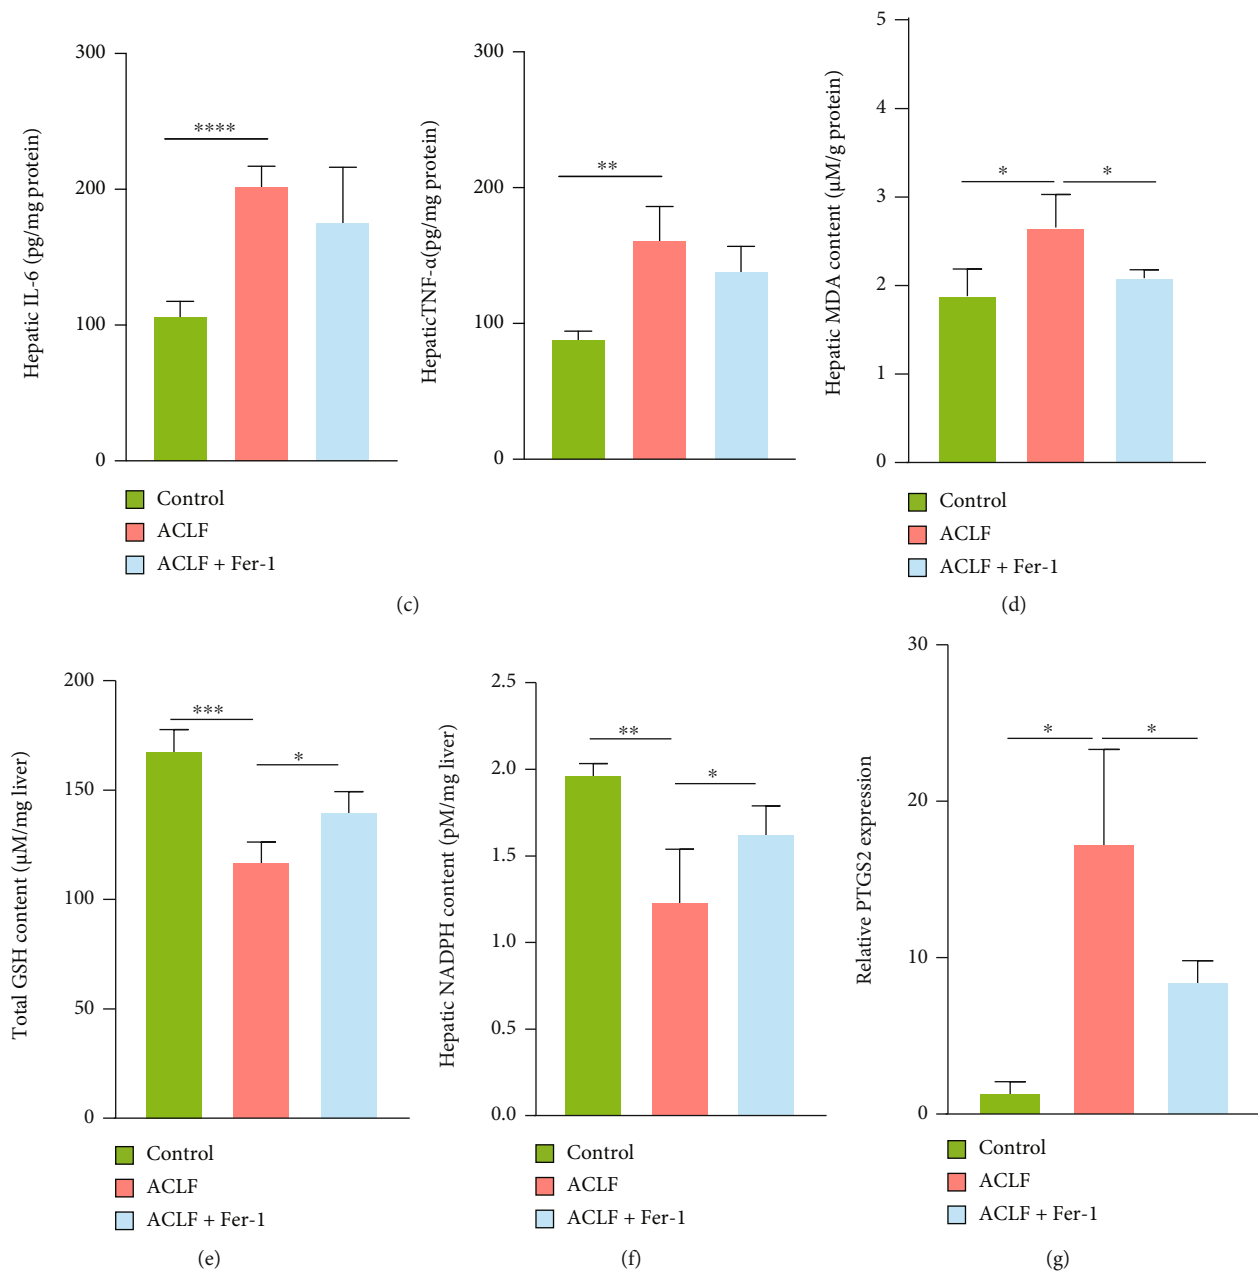 Hepatic IL-6 (pg/mg protein)
300
200
100
0
****
Control
ACLF
ACLF + Fer-1
HepaticTNF-α(pg/mg protein)
300
200
100
0
**
(c)
Hepatic MDA content (μM/g protein)
5
4
3
2
1
0
*
*
Control
ACLF
ACLF + Fer-1
(d)
Total GSH content (μM/mg liver)
200
150
100
50
0
***
*
Control
ACLF
ACLF + Fer-1
(e)
Hepatic NADPH content (pM/mg liver)
2.5
2.0
1.5
1.0
0.5
0.0
**
*
Control
ACLF
ACLF + Fer-1
(f)
Relative PTGS2 expression
30
20
10
0
*
*
Control
ACLF
ACLF + Fer-1
(g)